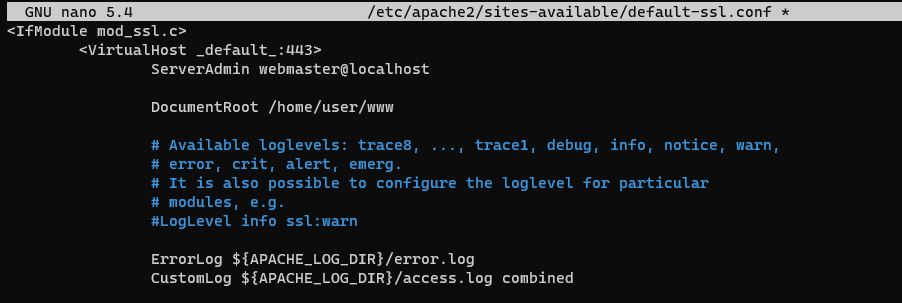 GNU nano 5.4 /etc/apache2/sites-available/default-ssl.conf *
<IfModule mod_ssl.c>
<VirtualHost _default_:443>
ServerAdmin webmaster@localhost
DocumentRoot /home/user/www
# Available loglevels: trace8, ..., trace1, debug, info, notice, warn,
# error, crit, alert, emerg.
# It is also possible to configure the loglevel for particular
# modules, e.g.
#LogLevel info ssl:warn
ErrorLog ${APACHE_LOG_DIR}/error.log
CustomLog ${APACHE_LOG_DIR}/access.log combined